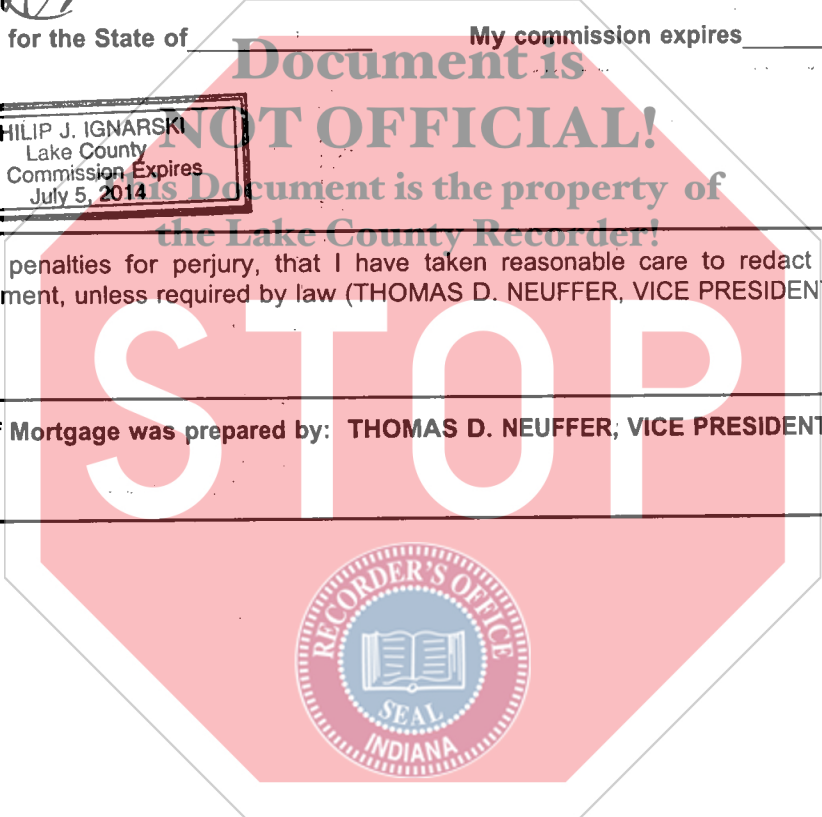 for the State of My commission expires
Document is
NOT OFFICIAL!
HILIP J. IGNARSKI
Lake County
Commission Expires
July 5, 2014
This Document is the property of
the Lake County Recorder!
penalties for perjury, that I have taken reasonable care to redact
ment, unless required by law (THOMAS D. NEUFFER, VICE PRESIDENT
STOP
Mortgage was prepared by: THOMAS D. NEUFFER, VICE PRESIDENT
RECORDER'S OFFICE
SEAL
INDIANA